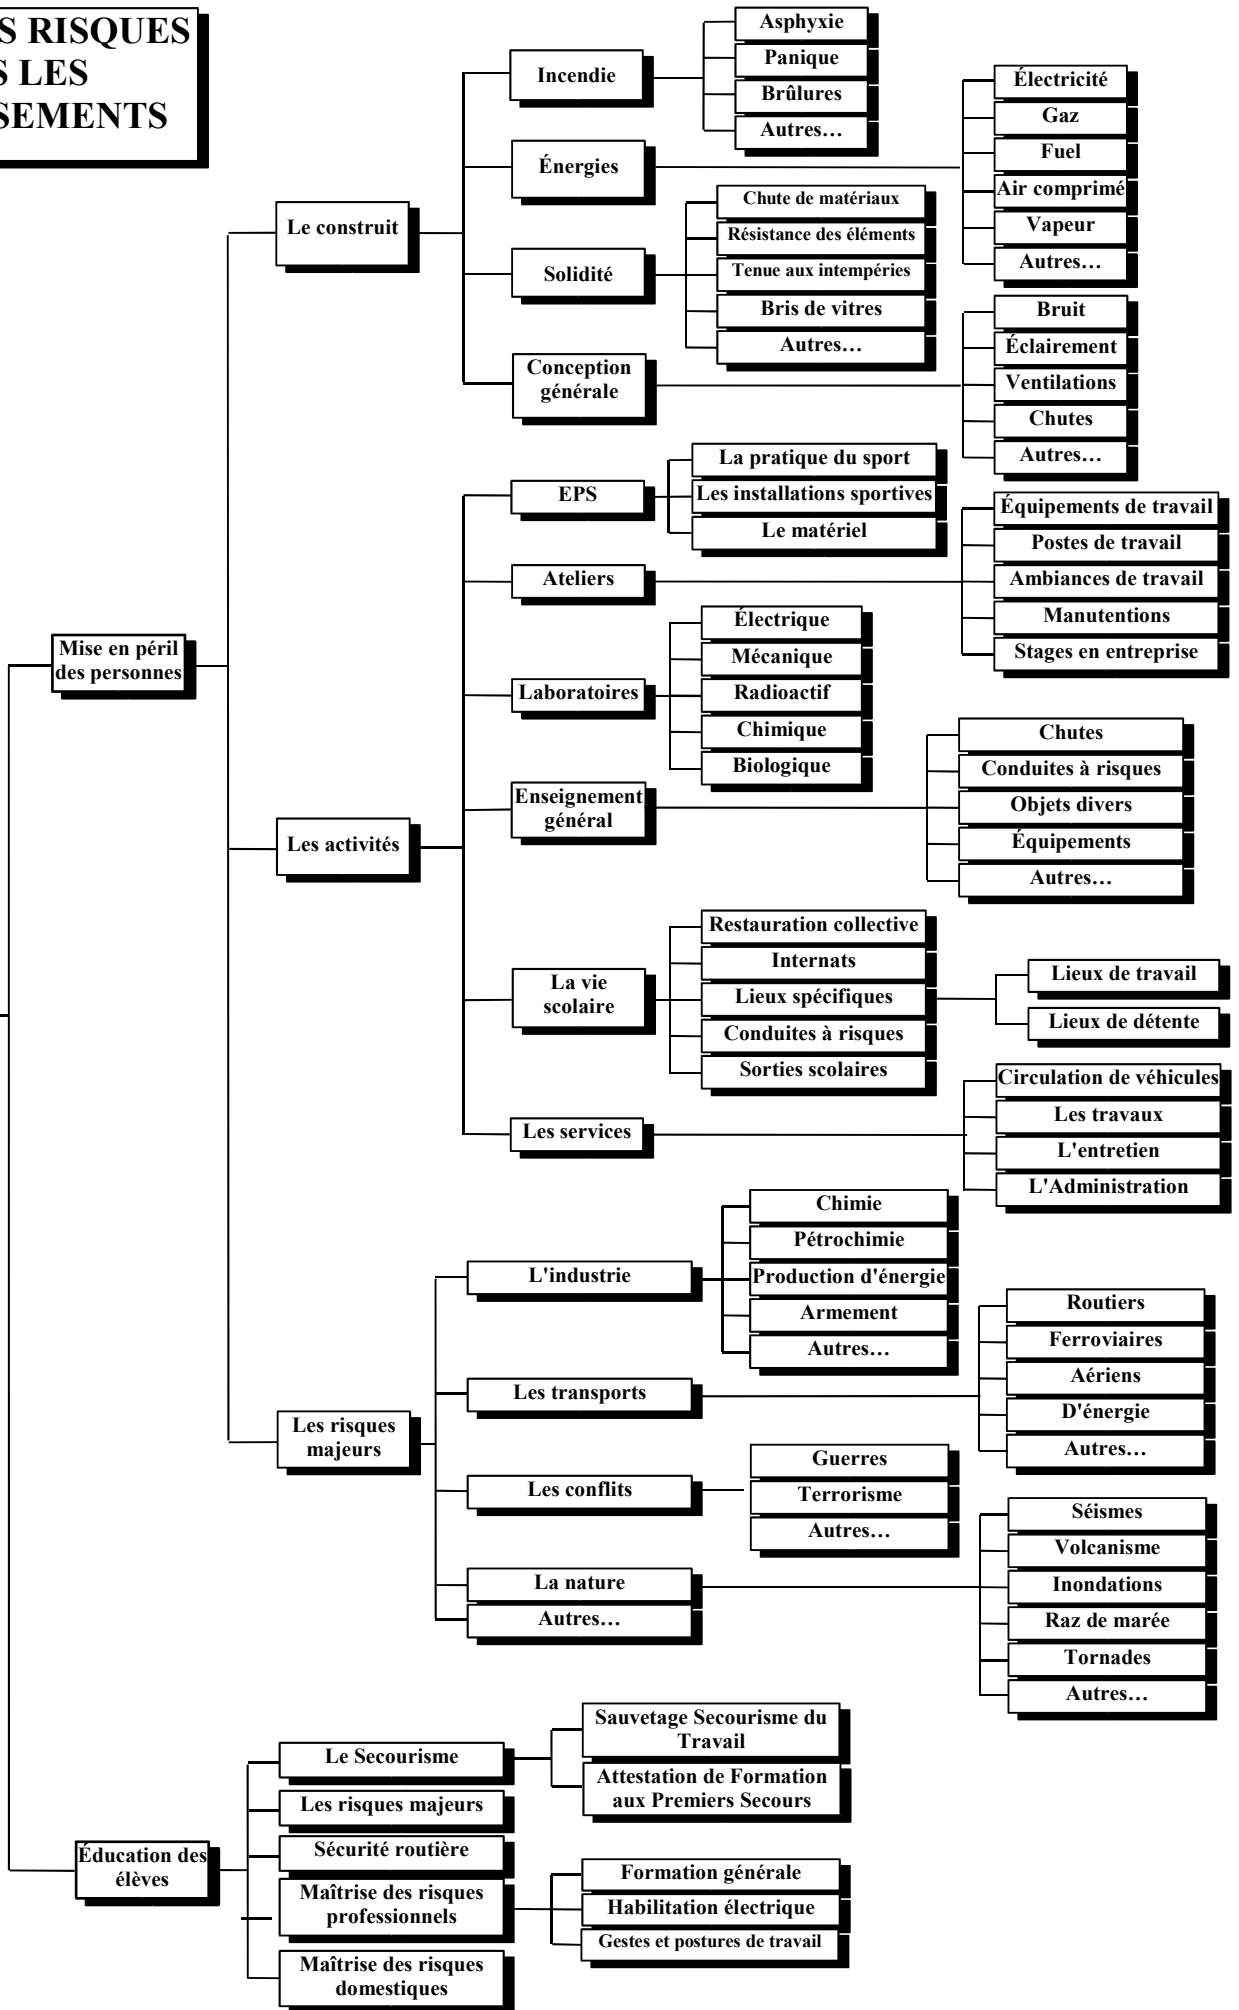 S RISQUES
S LES
SEMENTS
Asphyxie
Panique
Brûlures
Autres…
Incendie
Électricité
Gaz
Fuel
Air comprimé
Vapeur
Autres…
Énergies
Le construit
Chute de matériaux
Résistance des éléments
Tenue aux intempéries
Bris de vitres
Autres…
Solidité
Bruit
Éclairement
Ventilations
Chutes
Autres…
Conception
générale
La pratique du sport
Les installations sportives
Le matériel
EPS
Équipements de travail
Postes de travail
Ambiances de travail
Manutentions
Stages en entreprise
Ateliers
Électrique
Mécanique
Radioactif
Chimique
Biologique
Laboratoires
Mise en péril
des personnes
Chutes
Conduites à risques
Objets divers
Équipements
Autres…
Enseignement
général
Les activités
Restauration collective
Internats
Lieux spécifiques
Conduites à risques
Sorties scolaires
La vie
scolaire
Lieux de travail
Lieux de détente
Circulation de véhicules
Les travaux
L'entretien
L'Administration
Les services
Chimie
Pétrochimie
Production d'énergie
Armement
Autres…
L'industrie
Routiers
Ferroviaires
Aériens
D'énergie
Autres…
Les transports
Les risques
majeurs
Guerres
Terrorisme
Autres…
Les conflits
Séismes
Volcanisme
Inondations
Raz de marée
Tornades
Autres…
La nature
Autres…
Sauvetage Secourisme du
Travail
Attestation de Formation
aux Premiers Secours
Le Secourisme
Les risques majeurs
Sécurité routière
Éducation des
élèves
Maîtrise des risques
professionnels
Formation générale
Habilitation électrique
Gestes et postures de travail
Maîtrise des risques
domestiques